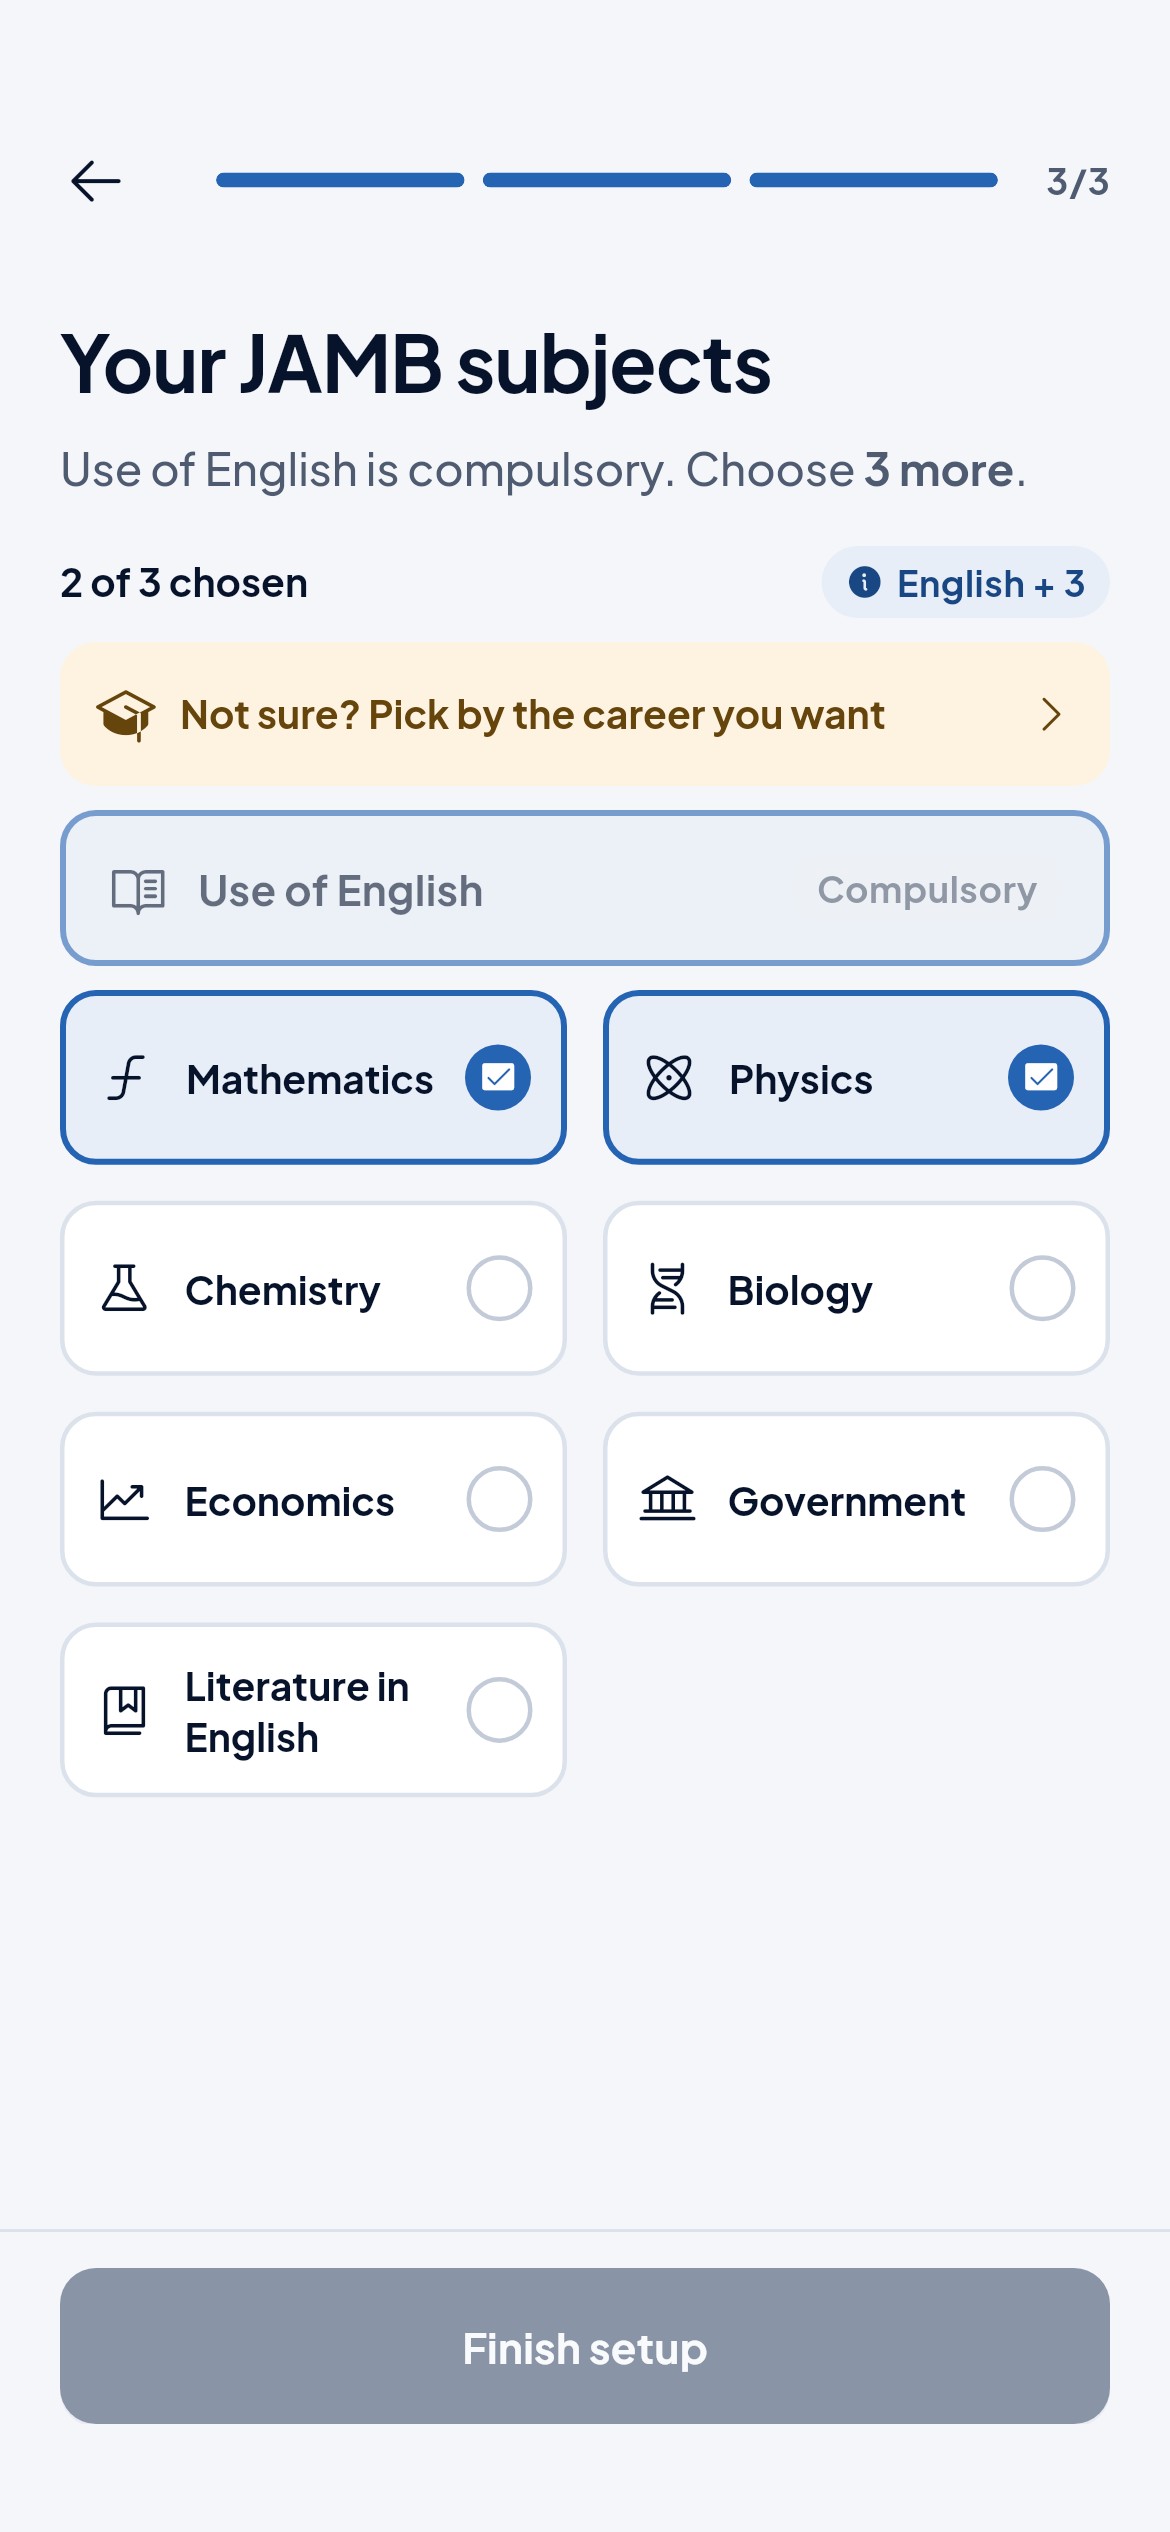 3/3
Your JAMB subjects
Use of English is compulsory. Choose 3 more.
2 of 3 chosen
English + 3
Not sure? Pick by the career you want
Use of English
Compulsory
Mathematics
Physics
Chemistry
Biology
Economics
Government
Literature in
English
Finish setup